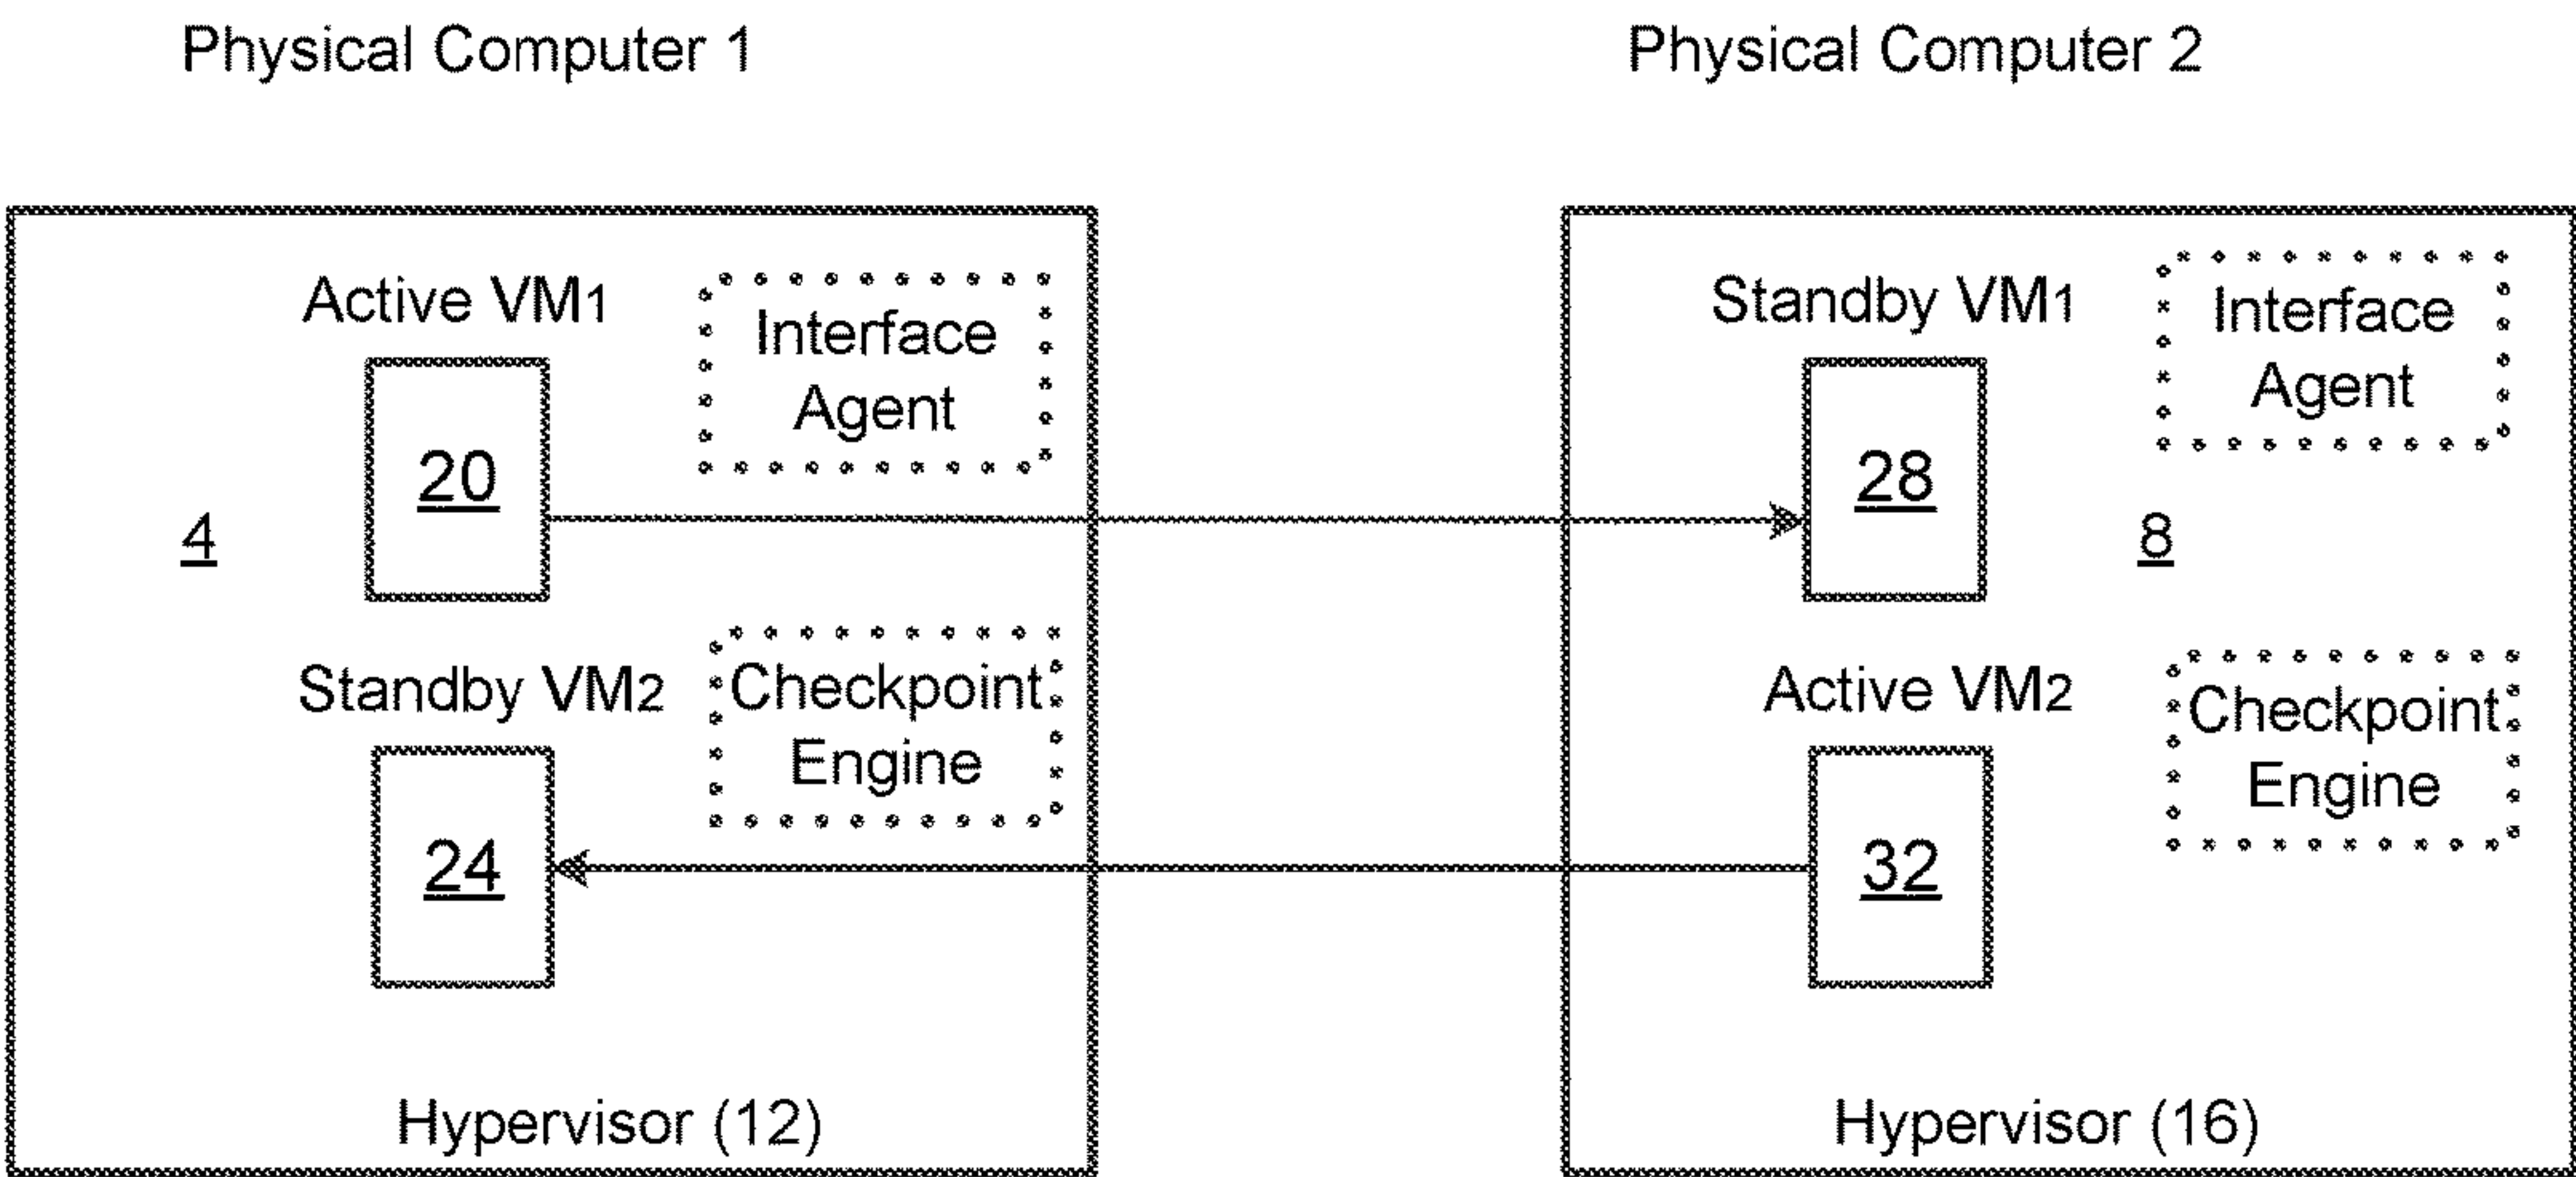 Physical Computer 1
Physical Computer 2
Active VM1
Interface
Agent
20
4
Standby VM2
Checkpoint
Engine
24
Hypervisor (12)
Standby VM1
Interface
Agent
28
8
Active VM2
Checkpoint
Engine
32
Hypervisor (16)